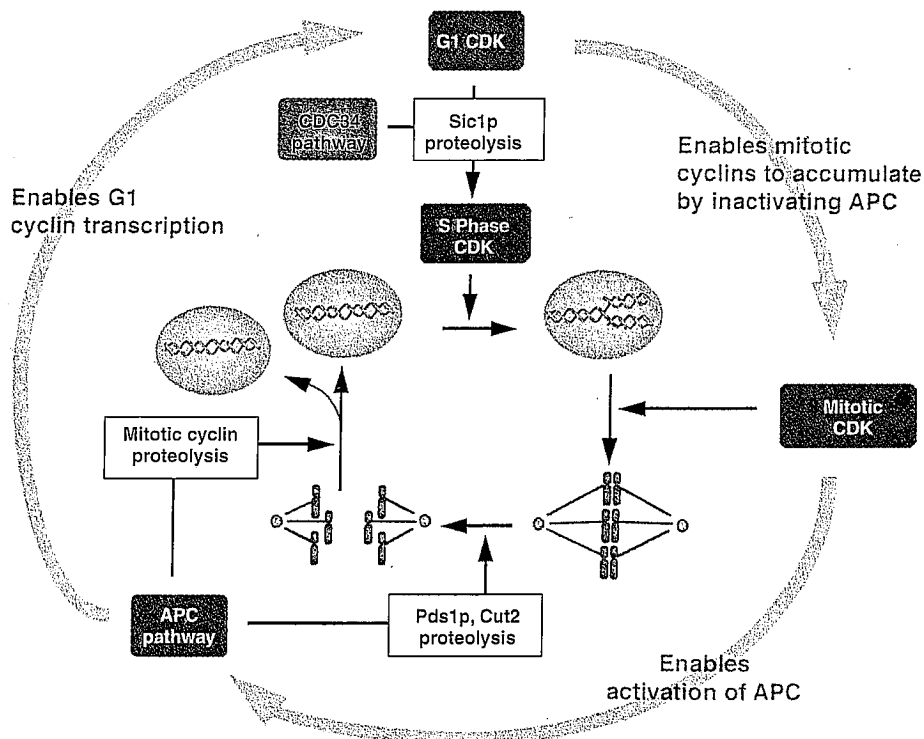 G1 CDK
CDC34
pathway
Sic1p
proteolysis
Enables mitotic
cyclins to accumulate
by inactivating APC
Enables G1
cyclin transcription
S Phase
CDK
Mitotic
CDK
Mitotic cyclin
proteolysis
APC
pathway
Pds1p, Cut2
proteolysis
Enables
activation of APC